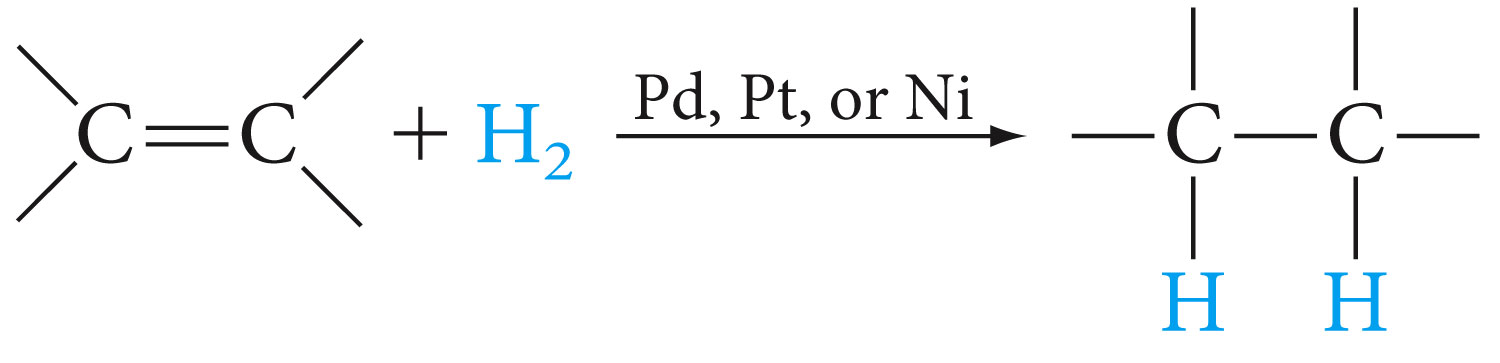 Pd, Pt, or Ni
C=C + H₂ C—C
H H